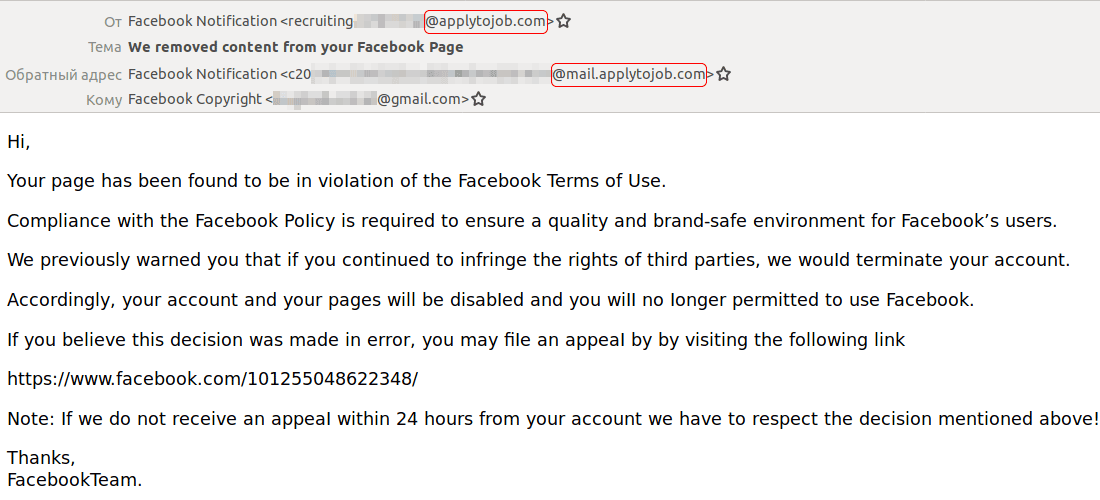 От Facebook Notification <recruiting @applytojob.com>
Тема We removed content from your Facebook Page
Обратный адрес Facebook Notification <c20 @mail.applytojob.com>
Кому Facebook Copyright < @gmail.com>
Hi,
Your page has been found to be in vioIation of the Facebook Terms of Use.
Compliance with the Facebook PoIicy is required to ensure a quaIity and brand-safe environment for Facebook’s users.
We previously warned you that if you continued to infringe the rights of third parties, we wouId terminate your account.
Accordingly, your account and your pages will be disabIed and you wiII no Ionger permitted to use Facebook.
If you believe this decision was made in error, you may fiIe an appeaI by by visiting the following link
https://www.facebook.com/101255048622348/
Note: If we do not receive an appeaI within 24 hours from your account we have to respect the decision mentioned above!
Thanks,
FacebookTeam.